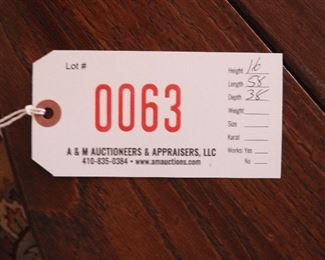 Lot #
0063
A & M AUCTIONEERS & APPRAISERS, LLC
410-835-0384 • www.amauctions.com
Height 16
Length 58
Depth 38
Weight
Size
Karat
Works: Yes
No